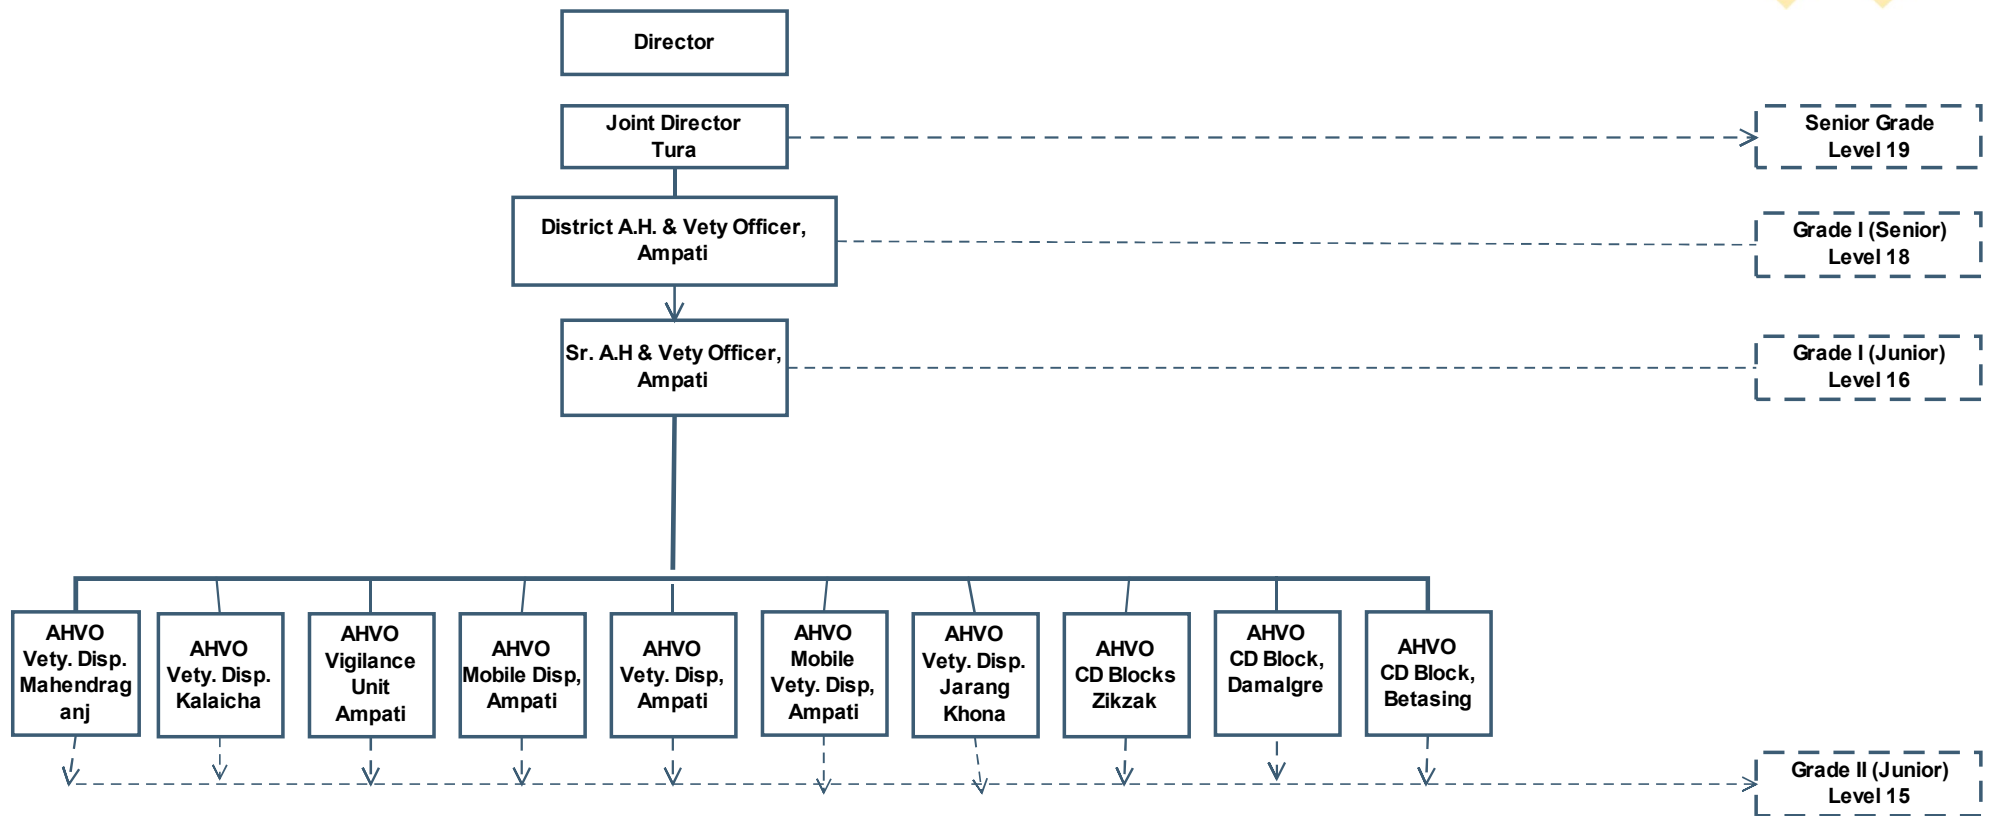 Director
Joint Director
Tura
Senior Grade
Level 19
District A.H. & Vety Officer,
Ampati
Grade I (Senior)
Level 18
Sr. A.H & Vety Officer,
Ampati
Grade I (Junior)
Level 16
AHVO
Vety. Disp.
Mahendrag
anj
AHVO
Vety. Disp.
Kalaicha
AHVO
Vigilance
Unit
Ampati
AHVO
Mobile Disp,
Ampati
AHVO
Vety. Disp,
Ampati
AHVO
Mobile
Vety. Disp,
Ampati
AHVO
Vety. Disp.
Jarang
Khona
AHVO
CD Blocks
Zikzak
AHVO
CD Block,
Damalgre
AHVO
CD Block,
Betasing
Grade II (Junior)
Level 15